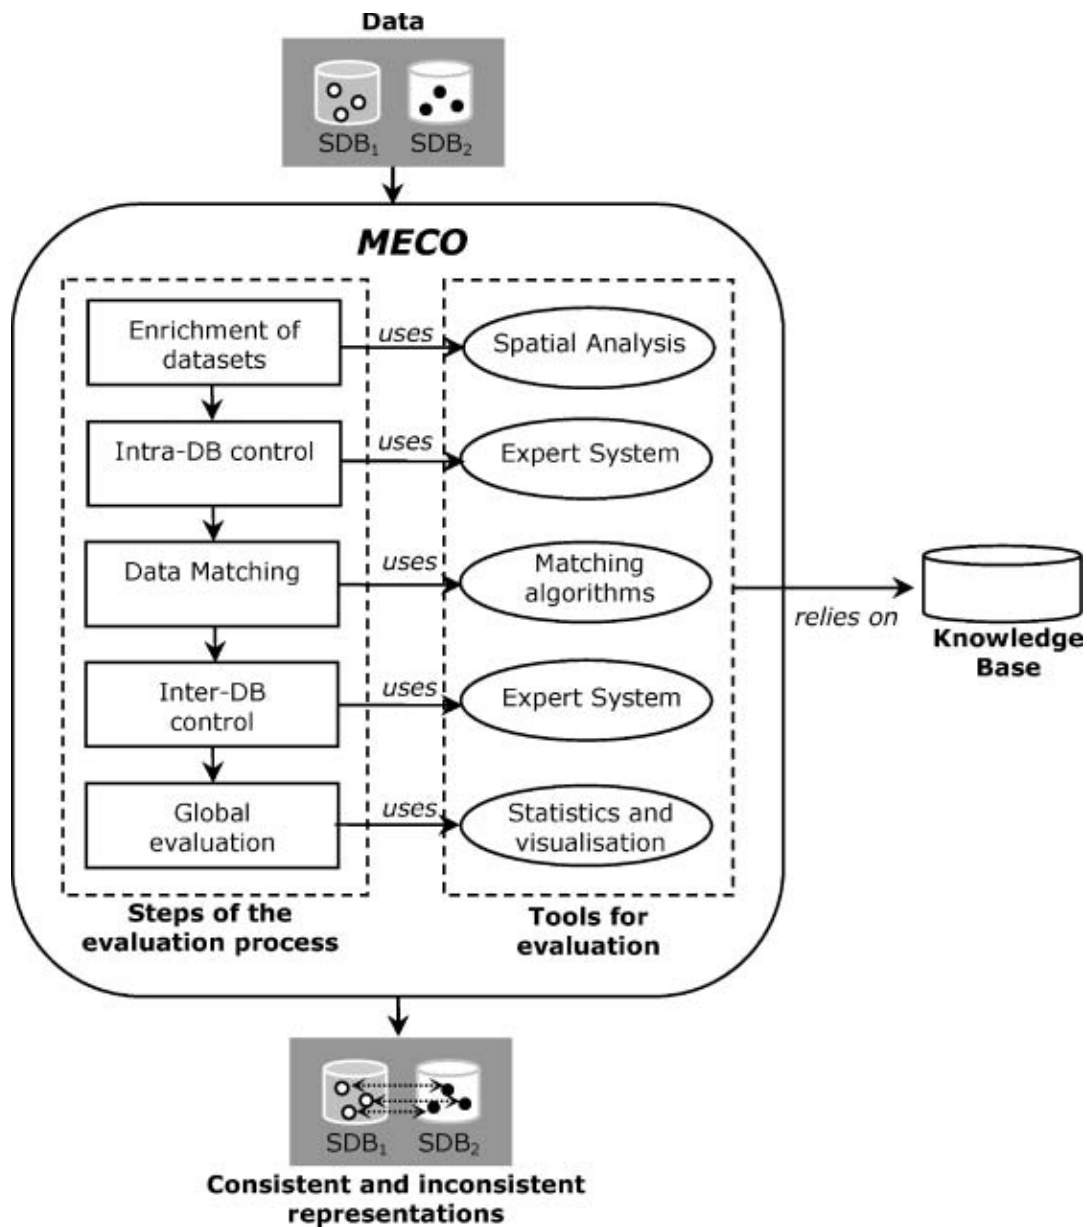 Data
SDB₁
SDB₂
MECO
Enrichment of
datasets
uses
Spatial Analysis
Intra-DB control
uses
Expert System
Data Matching
uses
Matching
algorithms
relies on
Knowledge
Base
Inter-DB
control
uses
Expert System
Global
evaluation
uses
Statistics and
visualisation
Steps of the
evaluation process
Tools for
evaluation
SDB₁
SDB₂
Consistent and inconsistent
representations